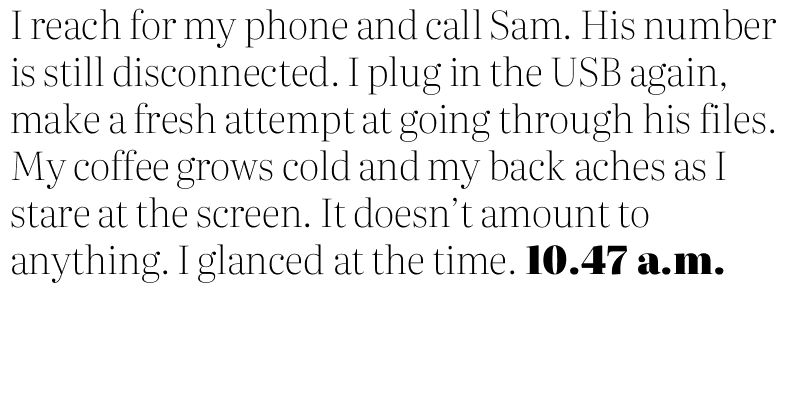 I reach for my phone and call Sam. His number
is still disconnected. I plug in the USB again,
make a fresh attempt at going through his files.
My coffee grows cold and my back aches as I
stare at the screen. It doesn’t amount to
anything. I glanced at the time. 10.47 a.m.